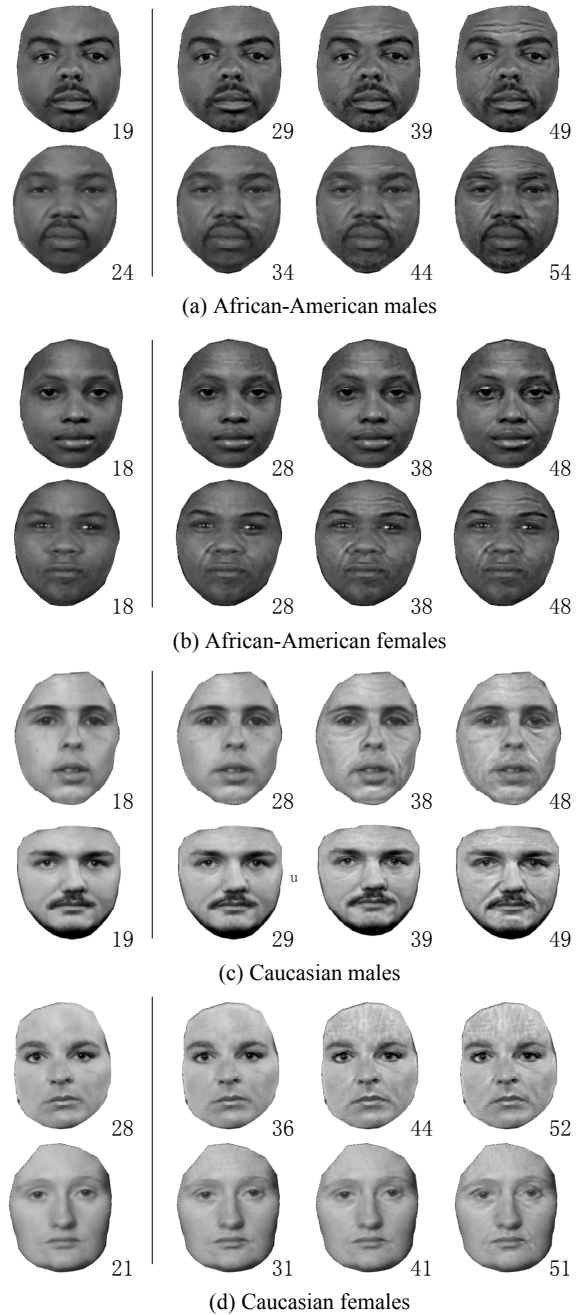 19 29 39 49
24 34 44 54
(a) African-American males
18 28 38 48
18 28 38 48
(b) African-American females
18 28 38 48
u
19 29 39 49
(c) Caucasian males
28 36 44 52
21 31 41 51
(d) Caucasian females